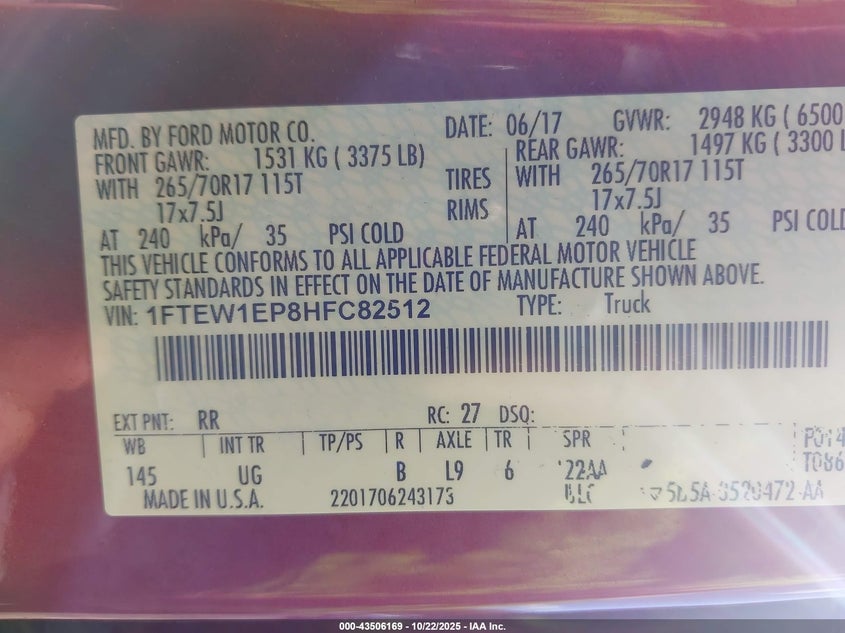 MFD. BY FORD MOTOR CO. DATE: 06/17 GVWR: 2948 KG ( 6500
FRONT GAWR: 1531 KG ( 3375 LB) REAR GAWR: 1497 KG ( 3300 L
WITH 265/70R17 115T TIRES WITH 265/70R17 115T
17x7.5J RIMS 17x7.5J
AT 240 kPa/ 35 PSI COLD AT 240 kPa/ 35 PSI COLD
THIS VEHICLE CONFORMS TO ALL APPLICABLE FEDERAL MOTOR VEHICLE
SAFETY STANDARDS IN EFFECT ON THE DATE OF MANUFACTURE SHOWN ABOVE.
VIN: 1FTEW1EP8HFC82512 TYPE: Truck
EXT PNT: RR RC: 27 DSQ:
WB INT TR TP/PS R AXLE TR SPR
145 UG B L9 6 22AA
MADE IN U.S.A. 2201706243173
000-43506169 - 10/22/2025 - IAA Inc.